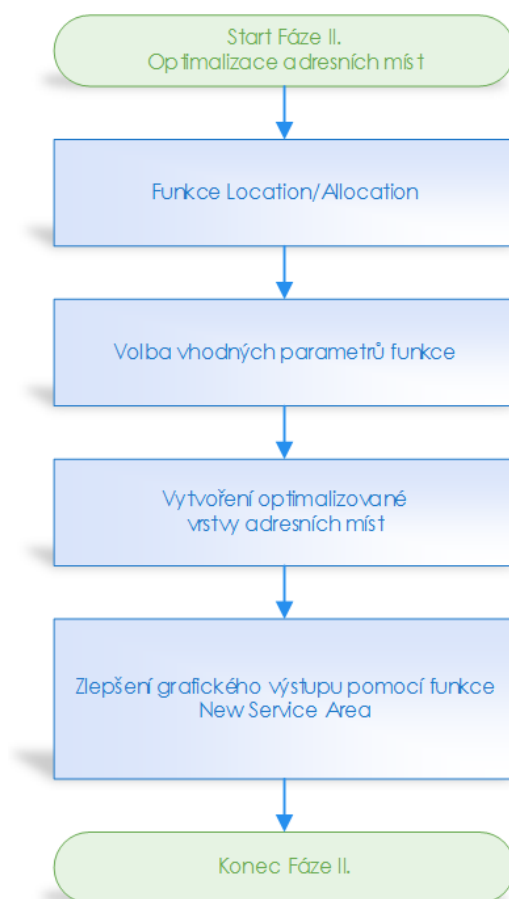 Start Fáze II.
Optimalizace adresních míst
Funkce Location/Allocation
Volba vhodných parametrů funkce
Vytvoření optimalizované
vrstvy adresních míst
Zlepšení grafického výstupu pomocí funkce
New Service Area
Konec Fáze II.